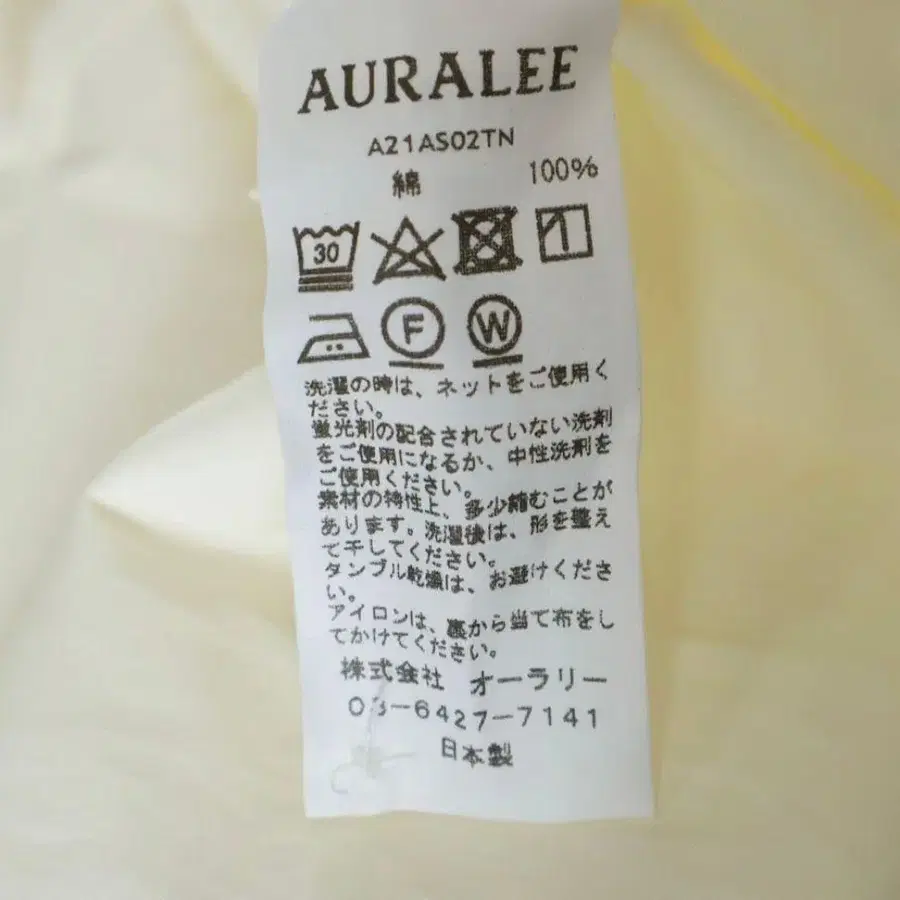 AURALEE
A21AS02TN
綿 100%
30
F W
洗濯の時は、ネットをご使用く
ださい。
蛍光剤の配合されていない洗剤
をご使用になるか、中性洗剤を
ご使用ください。
素材の特性上、多少縮むことが
あります。洗濯後は、形を整え
て干してください。
タンブル乾燥は、お避けくださ
い。
アイロンは、裏から当て布をし
てかけてください。
株式会社 オーラリー
03-6427-7141
日本製